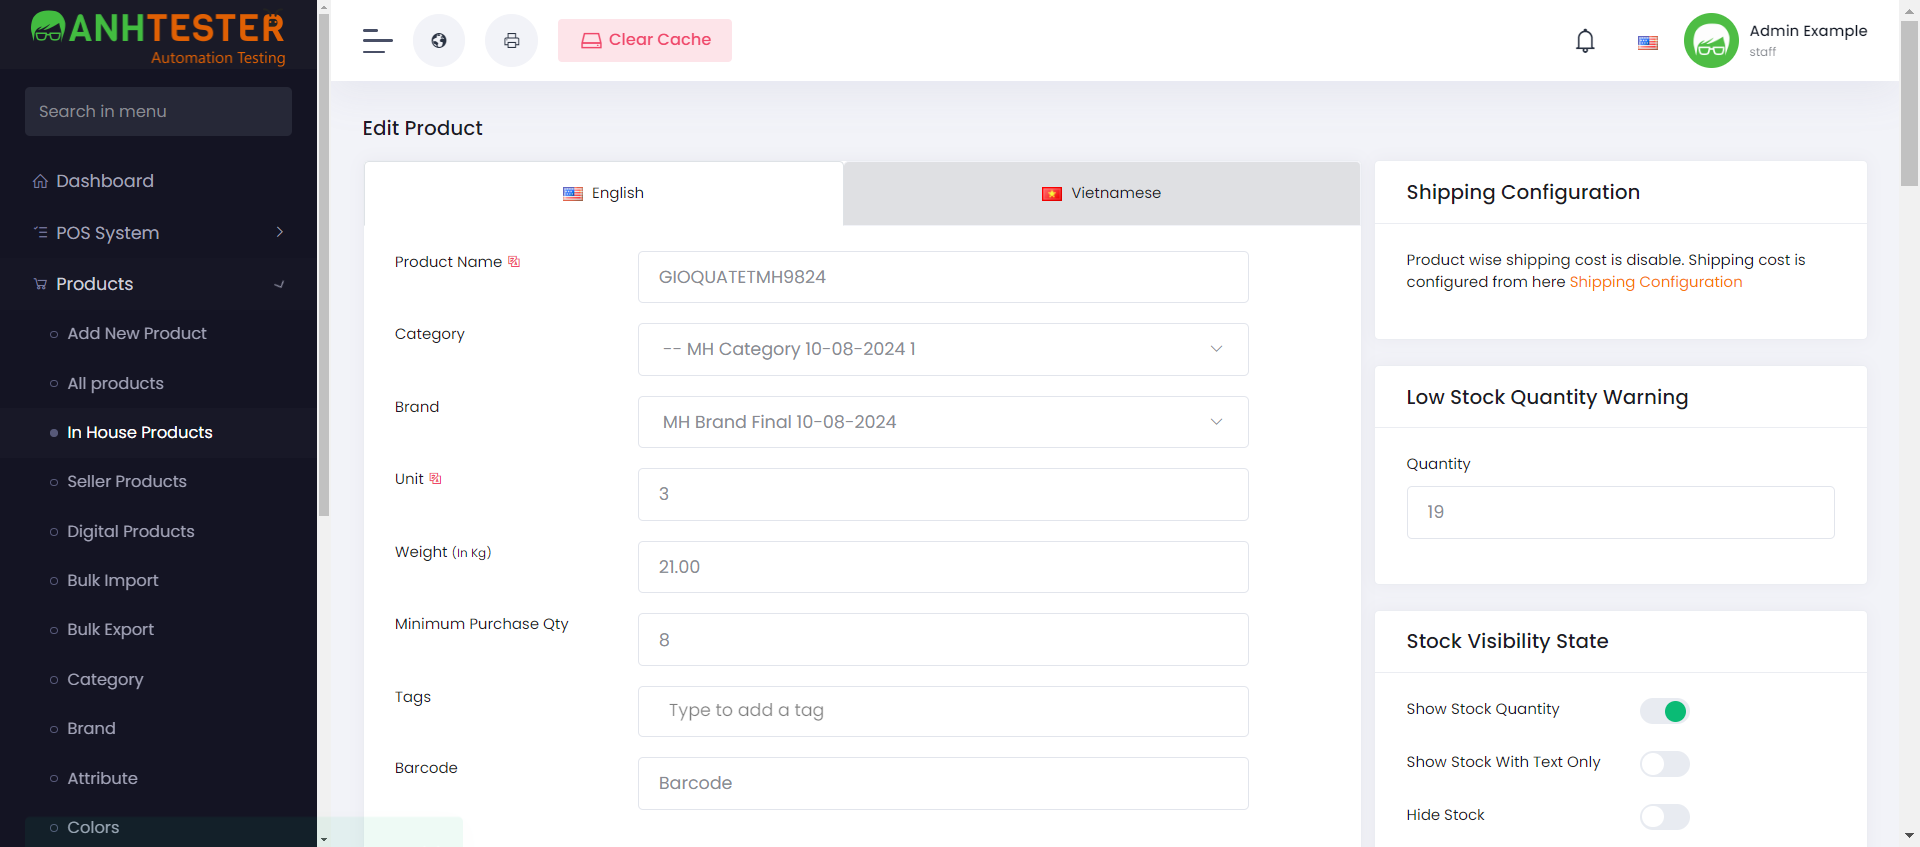 ANHTESTER
Automation Testing
Search in menu
Dashboard
POS System
Products
Add New Product
All products
In House Products
Seller Products
Digital Products
Bulk Import
Bulk Export
Category
Brand
Attribute
Colors
Clear Cache
Admin Example
staff
Edit Product
English
Vietnamese
Product Name
GIOQUATETMH9824
Category
-- MH Category 10-08-2024 1
Brand
MH Brand Final 10-08-2024
Unit
3
Weight (In Kg)
21.00
Minimum Purchase Qty
8
Tags
Type to add a tag
Barcode
Barcode
Shipping Configuration
Product wise shipping cost is disable. Shipping cost is
configured from here Shipping Configuration
Low Stock Quantity Warning
Quantity
19
Stock Visibility State
Show Stock Quantity
Show Stock With Text Only
Hide Stock